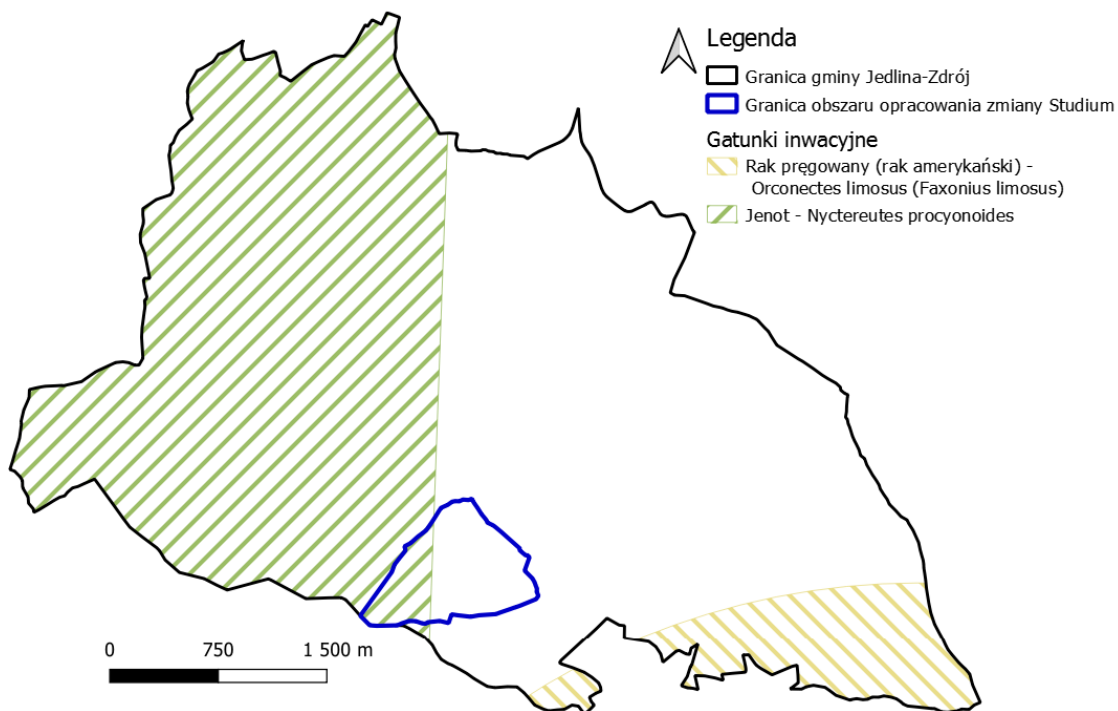 Legenda
Granica gminy Jedlina-Zdrój
Granica obszaru opracowania zmiany Studium
Gatunki inwacyjne
Rak pręgowany (rak amerykański) -
Orconectes limosus (Faxonius limosus)
Jenot - Nyctereutes procyonoides
0 750 1 500 m